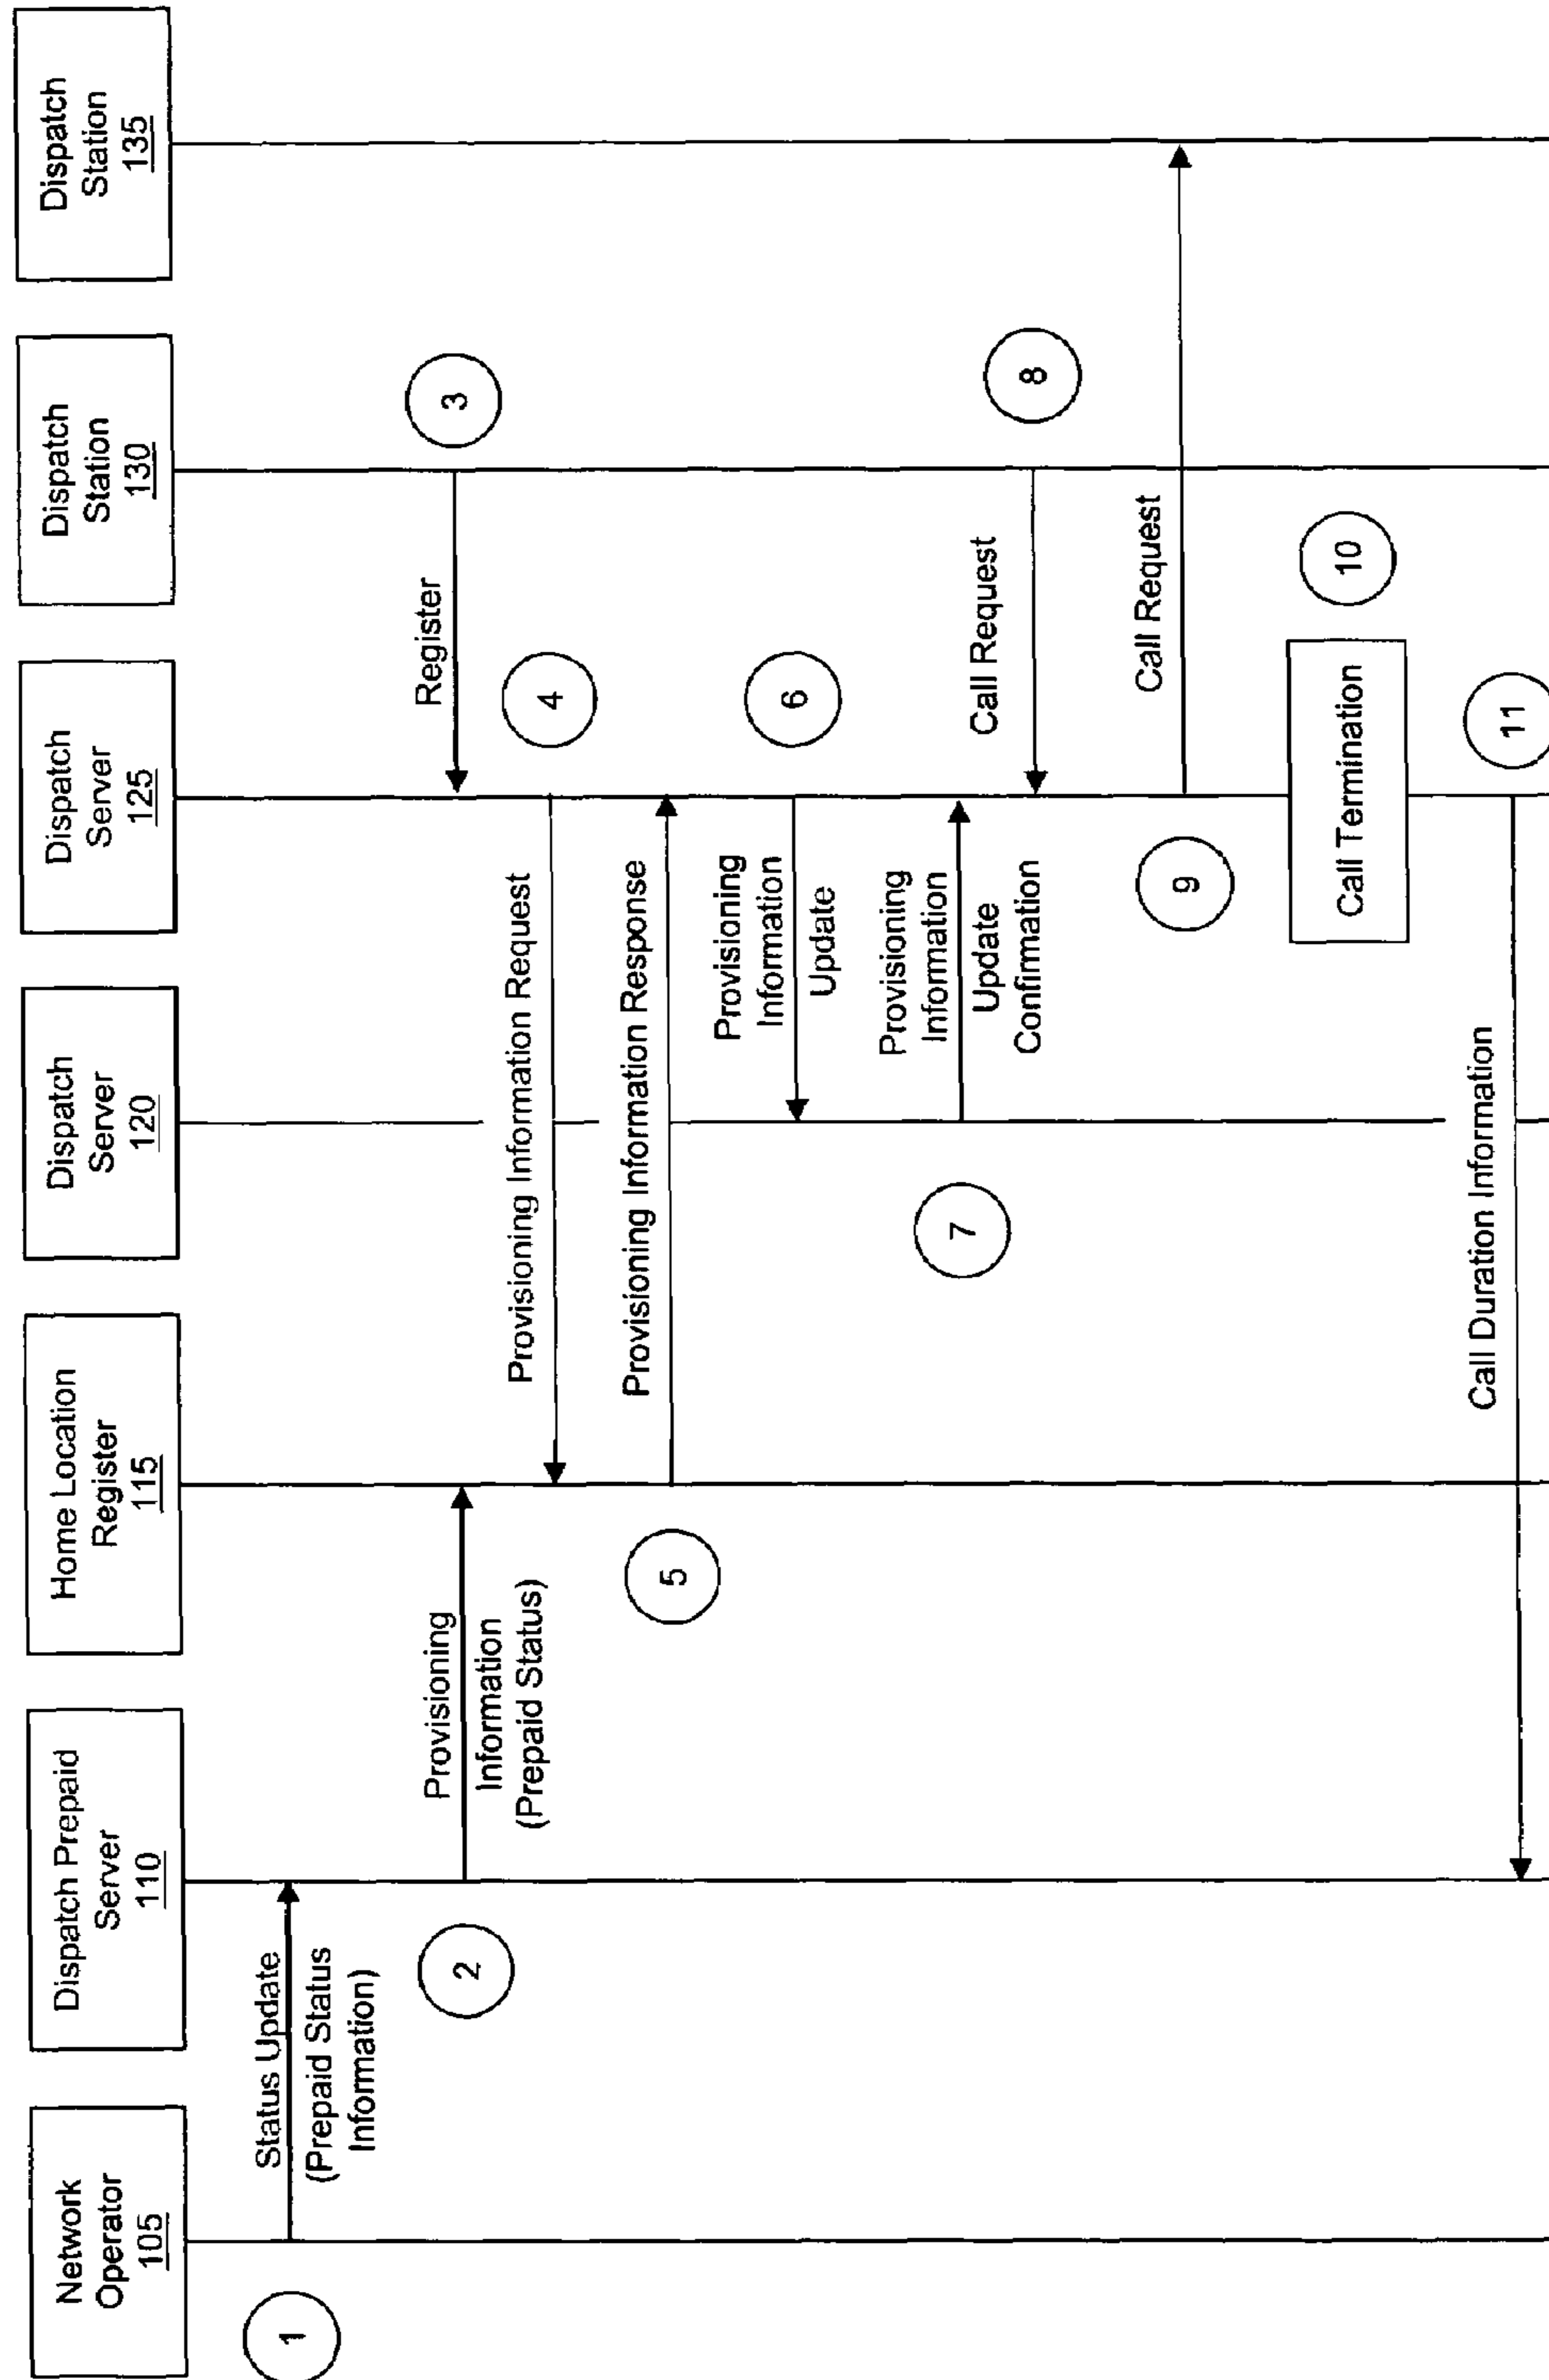 Network
Operator
105
Dispatch Prepaid
Server
110
Home Location
Register
115
Dispatch
Server
120
Dispatch
Server
125
Dispatch
Station
130
Dispatch
Station
135
1
Status Update
(Prepaid Status
Information)
2
Provisioning
Information
(Prepaid Status)
Register
3
Provisioning Information Request
4
5
Provisioning Information Response
Provisioning
Information
Update
6
7
Provisioning
Information
Update
Confirmation
Call Request
8
9
Call Request
Call Termination
10
Call Duration Information
11